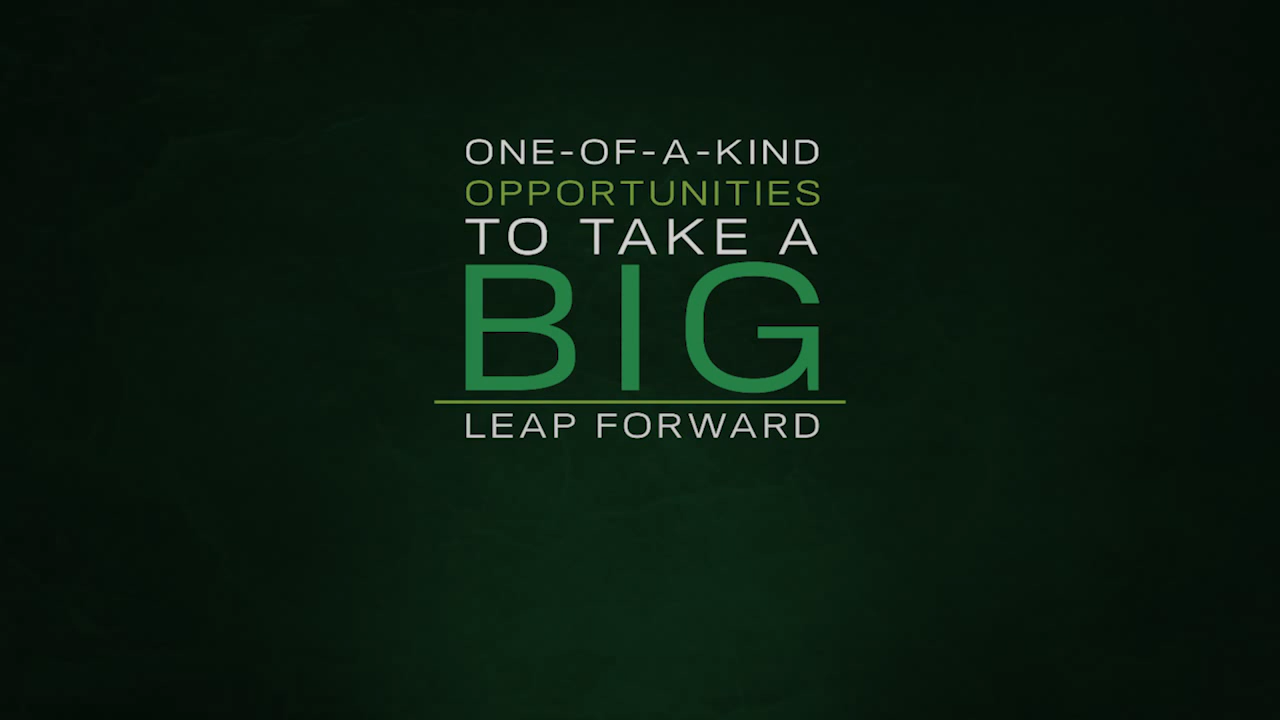 ONE-OF-A-KIND
OPPORTUNITIES
TO TAKE A
BIG
LEAP FORWARD